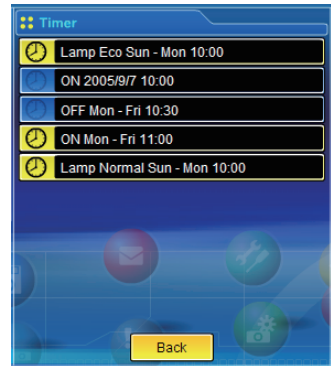 Timer
Lamp Eco Sun - Mon 10:00
ON 2005/9/7 10:00
OFF Mon - Fri 10:30
ON Mon - Fri 11:00
Lamp Normal Sun - Mon 10:00
Back